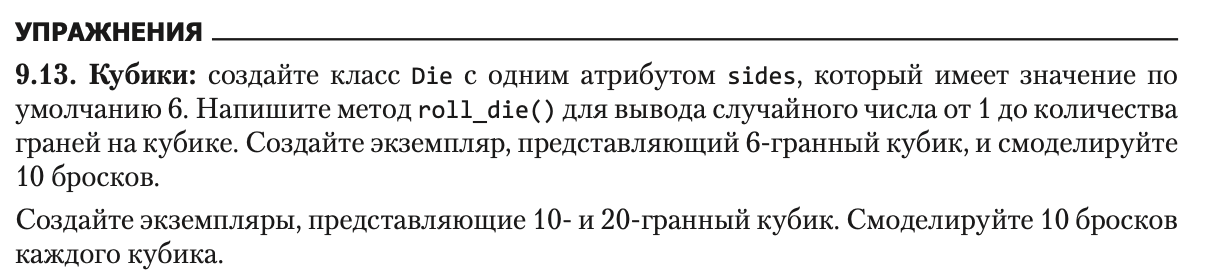 УПРАЖНЕНИЯ
9.13. Кубики: создайте класс Die с одним атрибутом sides, который имеет значение по
умолчанию 6. Напишите метод roll_die() для вывода случайного числа от 1 до количества
граней на кубике. Создайте экземпляр, представляющий 6-гранный кубик, и смоделируйте
10 бросков.
Создайте экземпляры, представляющие 10- и 20-гранный кубик. Смоделируйте 10 бросков
каждого кубика.